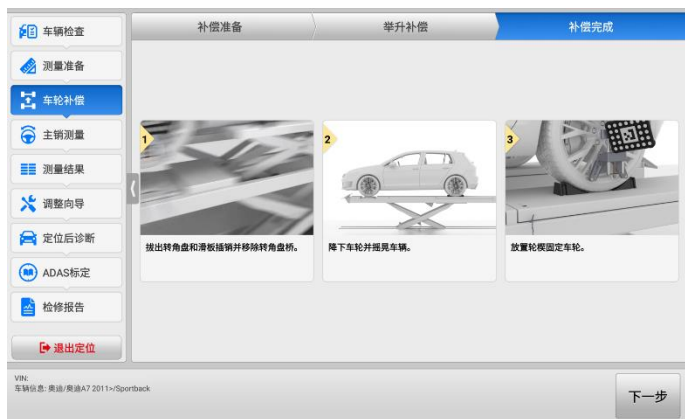 车辆检查
测量准备
车轮补偿
主销测量
测量结果
调整向导
定位后诊断
ADAS标定
检修报告
退出定位
补偿准备
举升补偿
补偿完成
1
2
3
拔出转角盘和滑板插销并移除转角盘桥。
降下车轮并摇晃车辆。
放置轮楔固定车轮。
VIN:
车辆信息: 奥迪/奥迪A7 2011>/Sportback
下一步